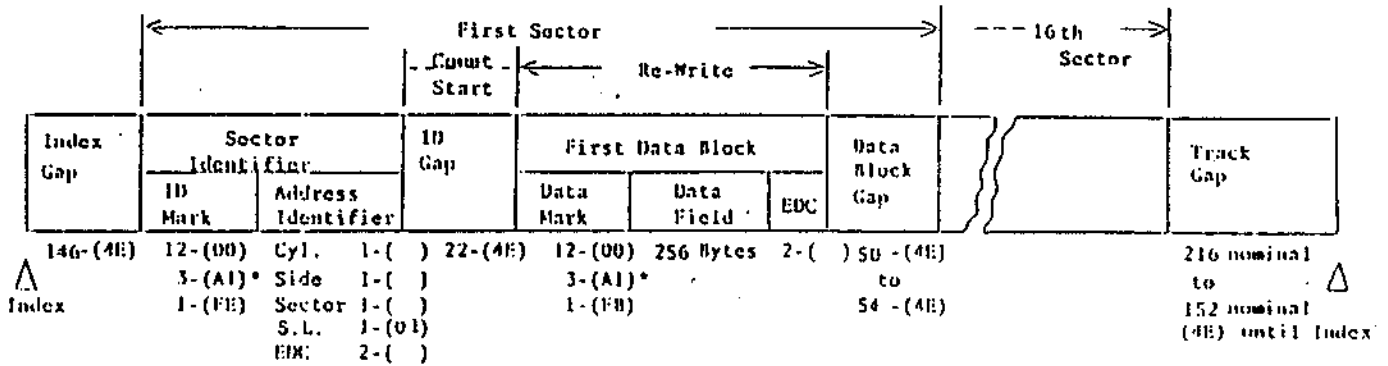 First Sector
--- 16th
Sector
Count
Start
Re-Write
Index
Gap
Sector
Identifier
ID
Mark
Address
Identifier
ID
Gap
First Data Block
Data
Mark
Data
Field
EDC
Data
Block
Gap
Track
Gap
146-(4E)
12-(00)
3-(A1)*
1-(FE)
Cyl. 1-( )
Side 1-( )
Sector 1-( )
S.L. 1-(01)
EDC 2-( )
22-(4E)
12-(00)
3-(A1)*
1-(FB)
256 Bytes
2-( )
50 -(4E)
to
54 -(4E)
216 nominal
to
152 nominal
(4E) until Index
Index